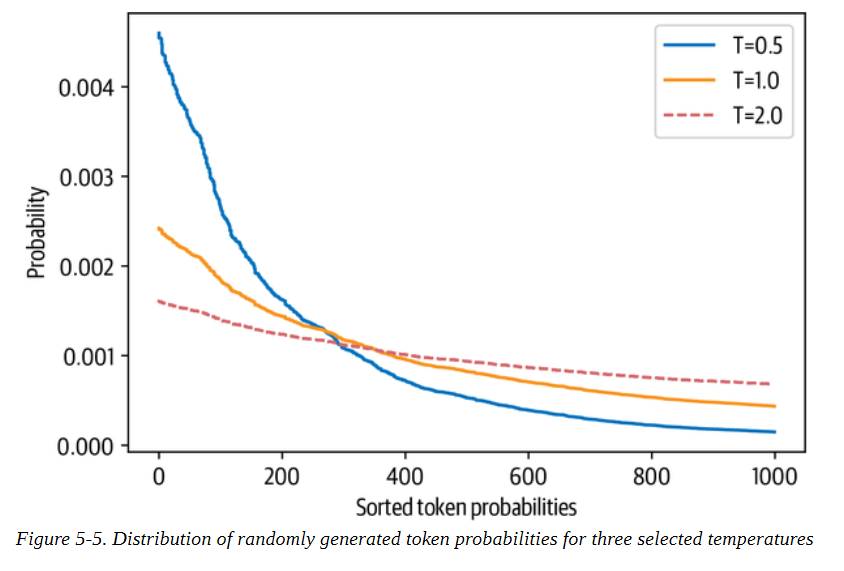 T=0.5
T=1.0
T=2.0
0.004
0.003
0.002
0.001
0.000
Probability
0 200 400 600 800 1000
Sorted token probabilities
Figure 5-5. Distribution of randomly generated token probabilities for three selected temperatures